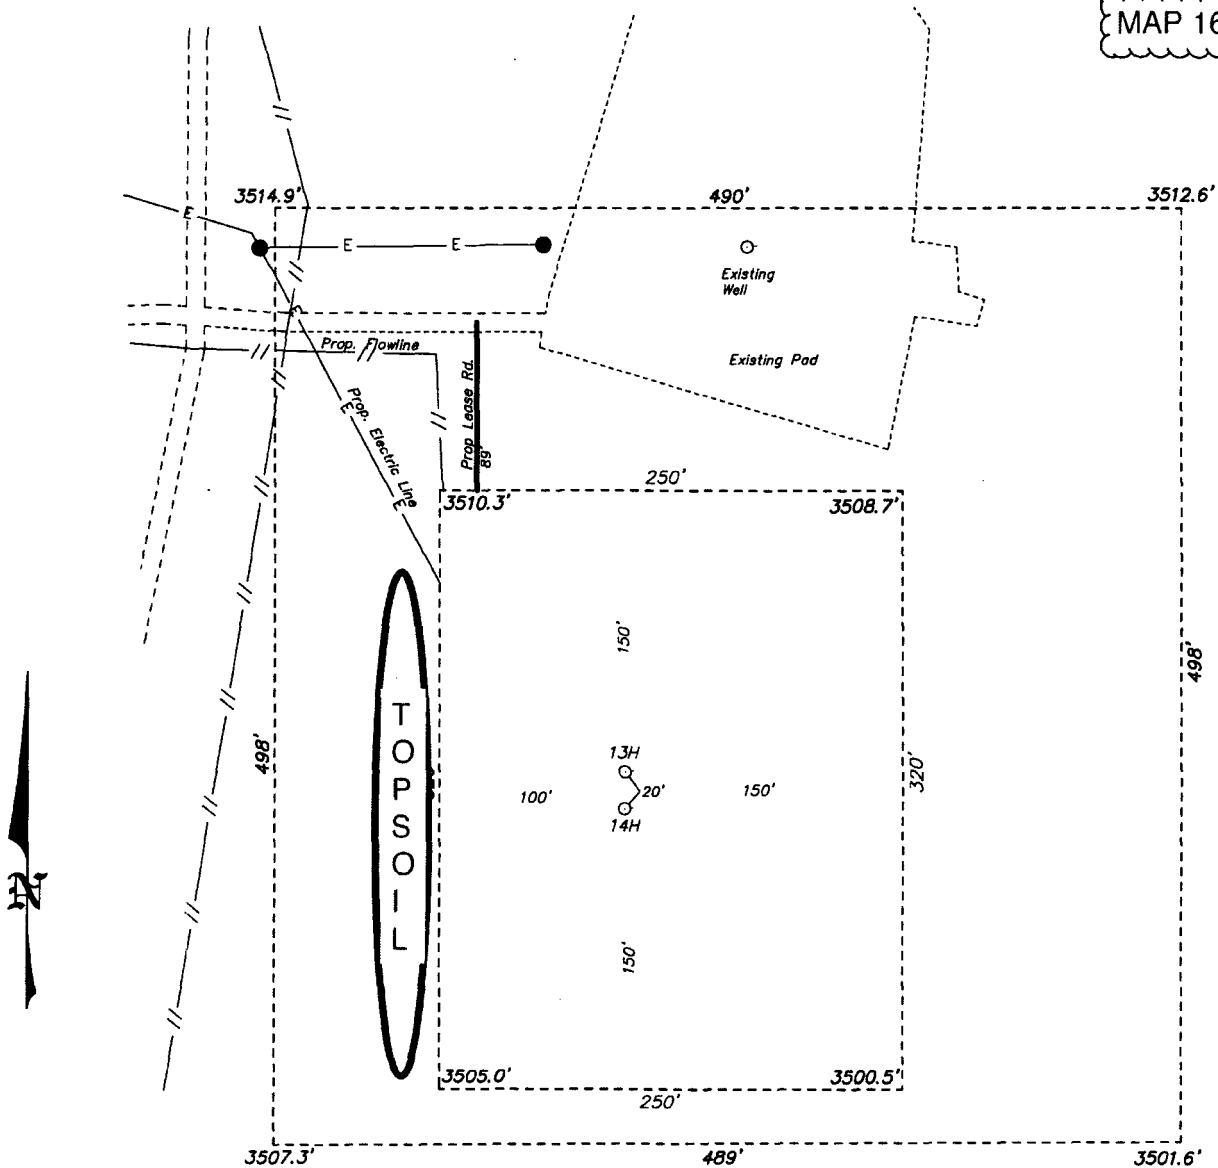 MAP 16
3514.9'
490'
3512.6'
E
E
E
Existing
Well
E
Prop. Flowline
Existing Pad
Prop Lease Rd.
89'
Prop. Electric Line
E
E
250'
3510.3'
3508.7'
150'
498'
498'
TOPSOIL
13H
100'
20'
150'
320'
14H
N
150'
3505.0'
3500.5'
250'
3507.3'
489'
3501.6'